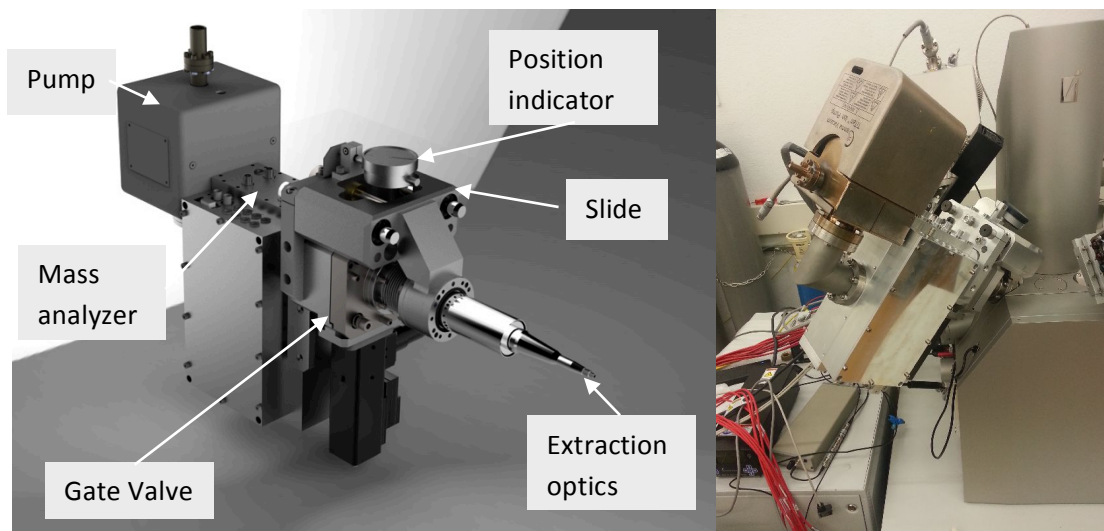 Pump
Position
indicator
Slide
Mass
analyzer
Gate Valve
Extraction
optics